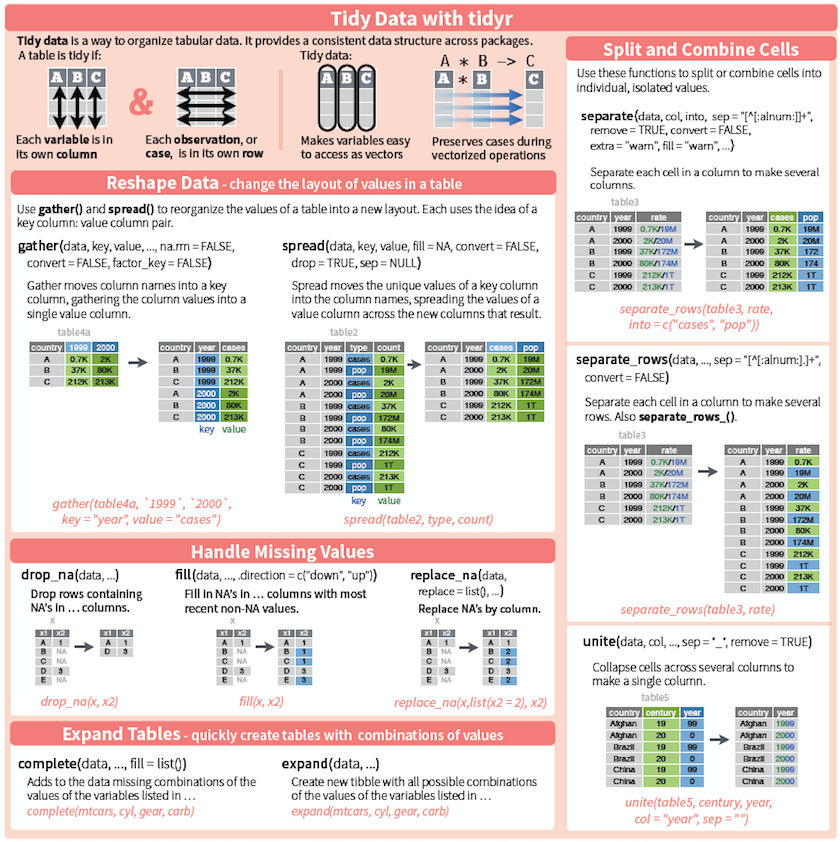 Tidy Data with tidyr
Tidy data is a way to organize tabular data. It provides a consistent data structure across packages.
A table is tidy if:
A B C
&
A B C
Each variable is in
its own column
Each observation, or
case, is in its own row
Tidy data:
A B C
Makes variables easy
to access as vectors
A * B -> C
A * B C
Preserves cases during
vectorized operations
Reshape Data - change the layout of values in a table
Use gather() and spread() to reorganize the values of a table into a new layout. Each uses the idea of a
key column: value column pair.
gather(data, key, value, ..., na.rm = FALSE,
convert = FALSE, factor_key = FALSE)
Gather moves column names into a key
column, gathering the column values into a
single value column.
table4a
country 1999 2000
A 0.7K 2K
B 37K 80K
C 212K 213K
country year cases
A 1999 0.7K
B 1999 37K
C 1999 212K
A 2000 2K
B 2000 80K
C 2000 213K
key value
gather(table4a, `1999`, `2000`,
key = "year", value = "cases")
spread(data, key, value, fill = NA, convert = FALSE,
drop = TRUE, sep = NULL)
Spread moves the unique values of a key column
into the column names, spreading the values of a
value column across the new columns that result.
table2
country year type count
A 1999 cases 0.7K
A 1999 pop 19M
A 2000 cases 2K
A 2000 pop 20M
B 1999 cases 37K
B 1999 pop 172M
B 2000 cases 80K
B 2000 pop 174M
C 1999 cases 212K
C 1999 pop 1T
C 2000 cases 213K
C 2000 pop 1T
key value
country year cases pop
A 1999 0.7K 19M
A 2000 2K 20M
B 1999 37K 172M
B 2000 80K 174M
C 1999 212K 1T
C 2000 213K 1T
spread(table2, type, count)
Handle Missing Values
drop_na(data, ...)
Drop rows containing
NA's in ... columns.
x
x1 x2
A 1
B NA
C NA
D 3
E NA
x1 x2
A 1
D 3
drop_na(x, x2)
fill(data, ..., .direction = c("down", "up"))
Fill in NA's in ... columns with most
recent non-NA values.
x
x1 x2
A 1
B NA
C NA
D 3
E NA
x1 x2
A 1
B 1
C 1
D 3
E 3
fill(x, x2)
replace_na(data,
replace = list(), ...)
Replace NA's by column.
x
x1 x2
A 1
B NA
C NA
D 3
E NA
x1 x2
A 1
B 2
C 2
D 3
E 2
replace_na(x,list(x2 = 2), x2)
Expand Tables - quickly create tables with combinations of values
complete(data, ..., fill = list())
Adds to the data missing combinations of the
values of the variables listed in ...
complete(mtcars, cyl, gear, carb)
expand(data, ...)
Create new tibble with all possible combinations
of the values of the variables listed in ...
expand(mtcars, cyl, gear, carb)
Split and Combine Cells
Use these functions to split or combine cells into
individual, isolated values.
separate(data, col, into, sep = "[^[:alnum:]]+",
remove = TRUE, convert = FALSE,
extra = "warn", fill = "warn", ...)
Separate each cell in a column to make several
columns.
table3
country year rate
A 1999 0.7K/19M
A 2000 2K/20M
B 1999 37K/172M
B 2000 80K/174M
C 1999 212K/1T
C 2000 213K/1T
country year cases pop
A 1999 0.7K 19M
A 2000 2K 20M
B 1999 37K 172
B 2000 80K 174
C 1999 212K 1T
C 2000 213K 1T
separate_rows(table3, rate,
into = c("cases", "pop"))
separate_rows(data, ..., sep = "[^[:alnum:].]+",
convert = FALSE)
Separate each cell in a column to make several
rows. Also separate_rows_().
table3
country year rate
A 1999 0.7K/19M
A 2000 2K/20M
B 1999 37K/172M
B 2000 80K/174M
C 1999 212K/1T
C 2000 213K/1T
country year rate
A 1999 0.7K
A 1999 19M
A 2000 2K
A 2000 20M
B 1999 37K
B 1999 172M
B 2000 80K
B 2000 174M
C 1999 212K
C 1999 1T
C 2000 213K
C 2000 1T
separate_rows(table3, rate)
unite(data, col, ..., sep = "_", remove = TRUE)
Collapse cells across several columns to
make a single column.
table5
country century year
Afghan 19 99
Afghan 20 0
Brazil 19 99
Brazil 20 0
China 19 99
China 20 0
country year
Afghan 1999
Afghan 2000
Brazil 1999
Brazil 2000
China 1999
China 2000
unite(table5, century, year,
col = "year", sep = "")